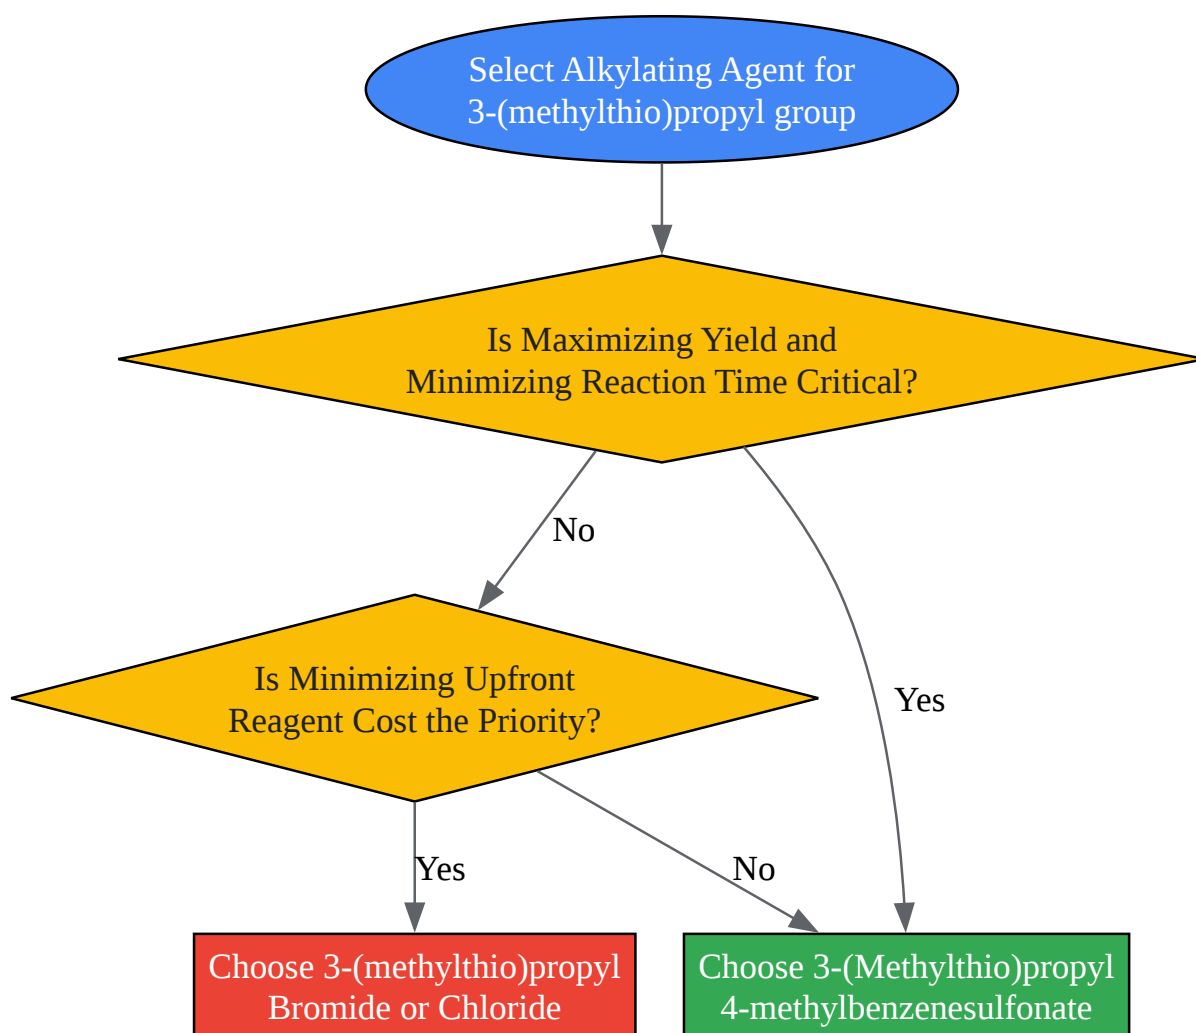 Select Alkylating Agent for
3-(methylthio)propyl group
Is Maximizing Yield and
Minimizing Reaction Time Critical?
No
Is Minimizing Upfront
Reagent Cost the Priority?
Yes
Yes
No
Choose 3-(methylthio)propyl
Bromide or Chloride
Choose 3-(Methylthio)propyl
4-methylbenzenesulfonate